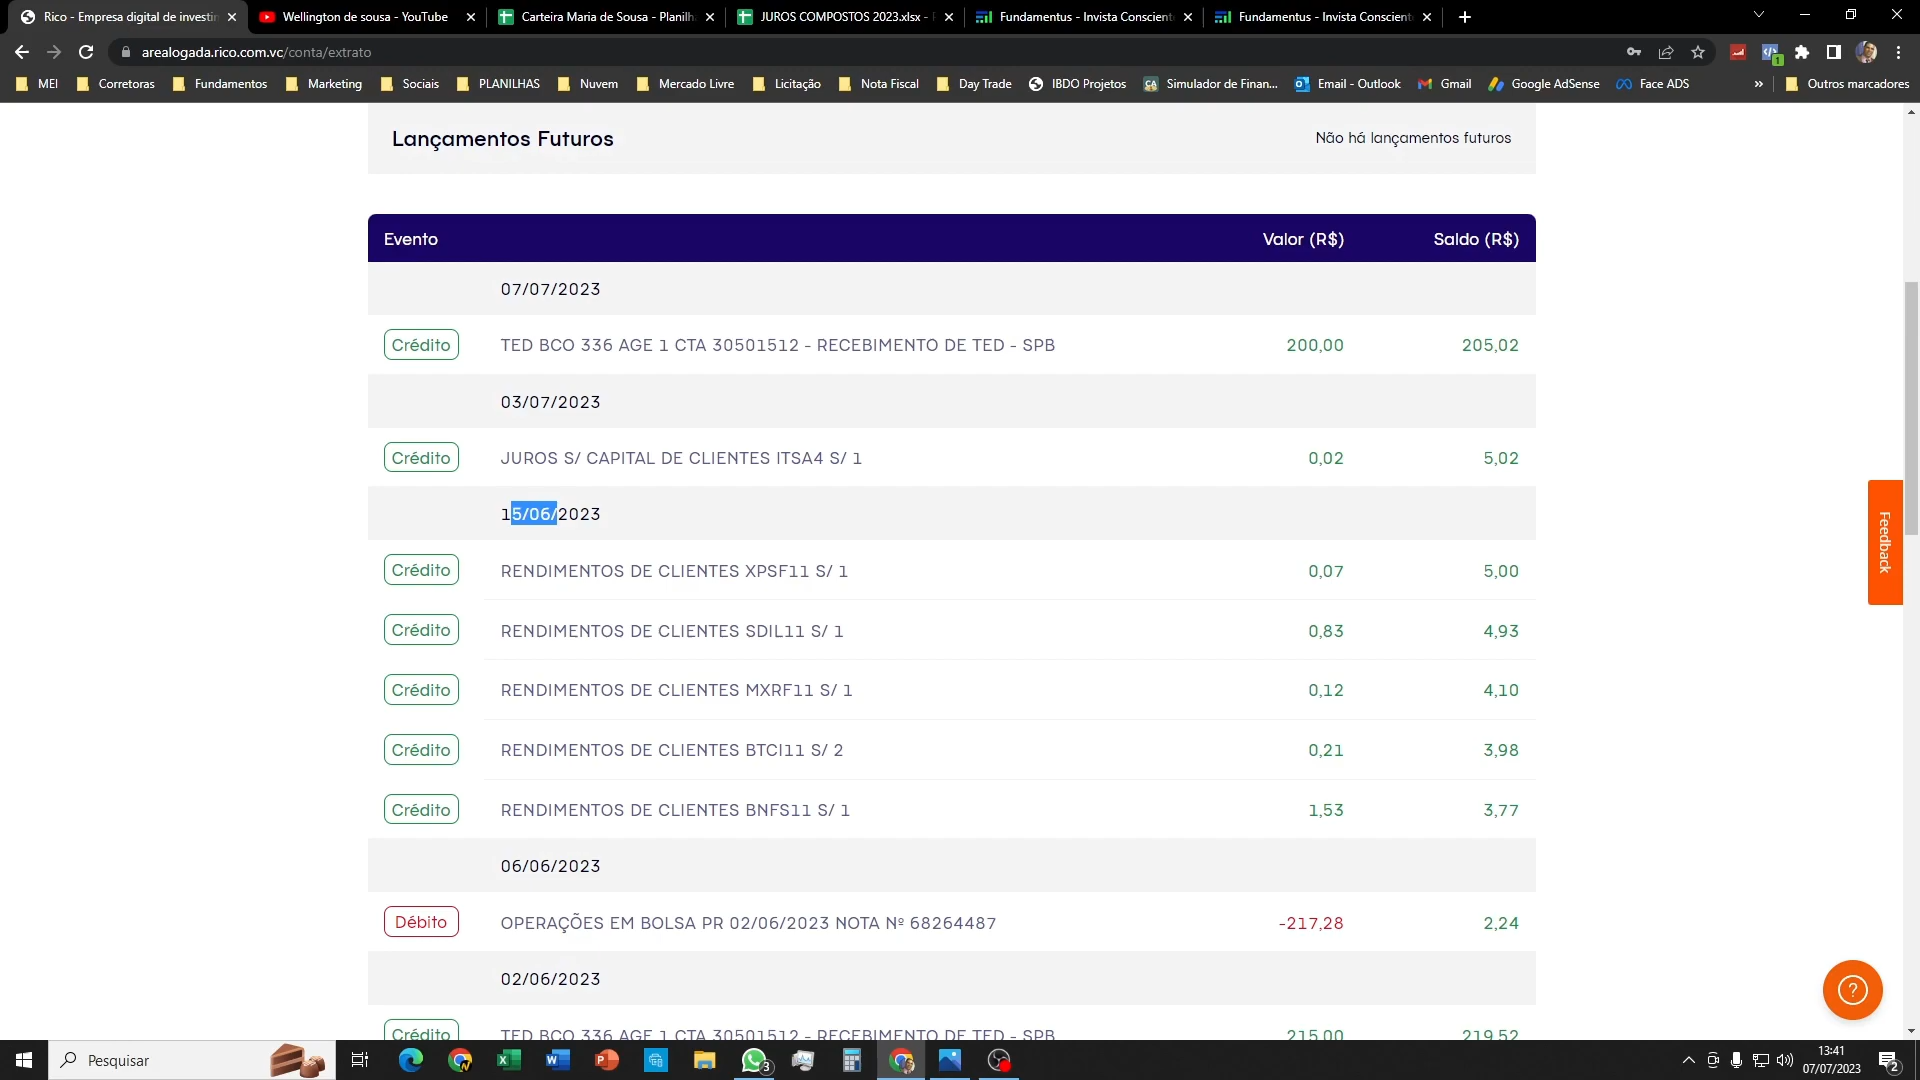 Rico - Empresa digital de investin
Wellington de sousa - YouTube
Carteira Maria de Sousa - Planilh
JUROS COMPOSTOS 2023.xlsx -
Fundamentus - Invista Conscient
Fundamentus - Invista Conscient
arealogada.rico.com.vc/conta/extrato
1
MEI
Corretoras
Fundamentos
Marketing
Sociais
PLANILHAS
Nuvem
Mercado Livre
Licitação
Nota Fiscal
Day Trade
IBDO Projetos
Simulador de Finan...
Email - Outlook
Gmail
Google AdSense
Face ADS
»
Outros marcadores
Lançamentos Futuros
Não há lançamentos futuros
Evento Valor (R$) Saldo (R$)
07/07/2023
Crédito TED BCO 336 AGE 1 CTA 30501512 - RECEBIMENTO DE TED - SPB 200,00 205,02
03/07/2023
Crédito JUROS S/ CAPITAL DE CLIENTES ITSA4 S/ 1 0,02 5,02
15/06/2023
Crédito RENDIMENTOS DE CLIENTES XPSF11 S/ 1 0,07 5,00
Crédito RENDIMENTOS DE CLIENTES SDIL11 S/ 1 0,83 4,93
Crédito RENDIMENTOS DE CLIENTES MXRF11 S/ 1 0,12 4,10
Crédito RENDIMENTOS DE CLIENTES BTCI11 S/ 2 0,21 3,98
Crédito RENDIMENTOS DE CLIENTES BNFS11 S/ 1 1,53 3,77
06/06/2023
Débito OPERAÇÕES EM BOLSA PR 02/06/2023 NOTA Nº 68264487 -217,28 2,24
02/06/2023
Crédito TED BCO 336 AGE 1 CTA 30501512 - RECEBIMENTO DE TED - SPB 215,00 219,52
Feedback
?
Pesquisar
3
13:41
07/07/2023
2